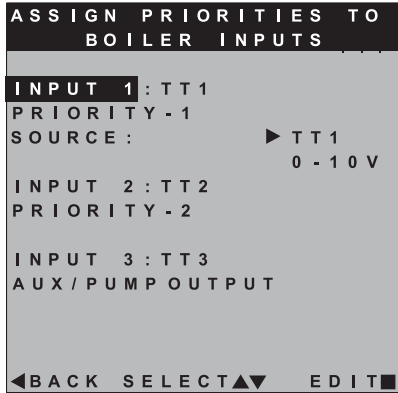 ASSIGN PRIORITIES TO
BOILER INPUTS
INPUT 1:TT1
PRIORITY-1
SOURCE: ▶TT1
0-10V
INPUT 2:TT2
PRIORITY-2
INPUT 3:TT3
AUX/PUMP OUTPUT
◀BACK SELECT▲▼ EDIT■